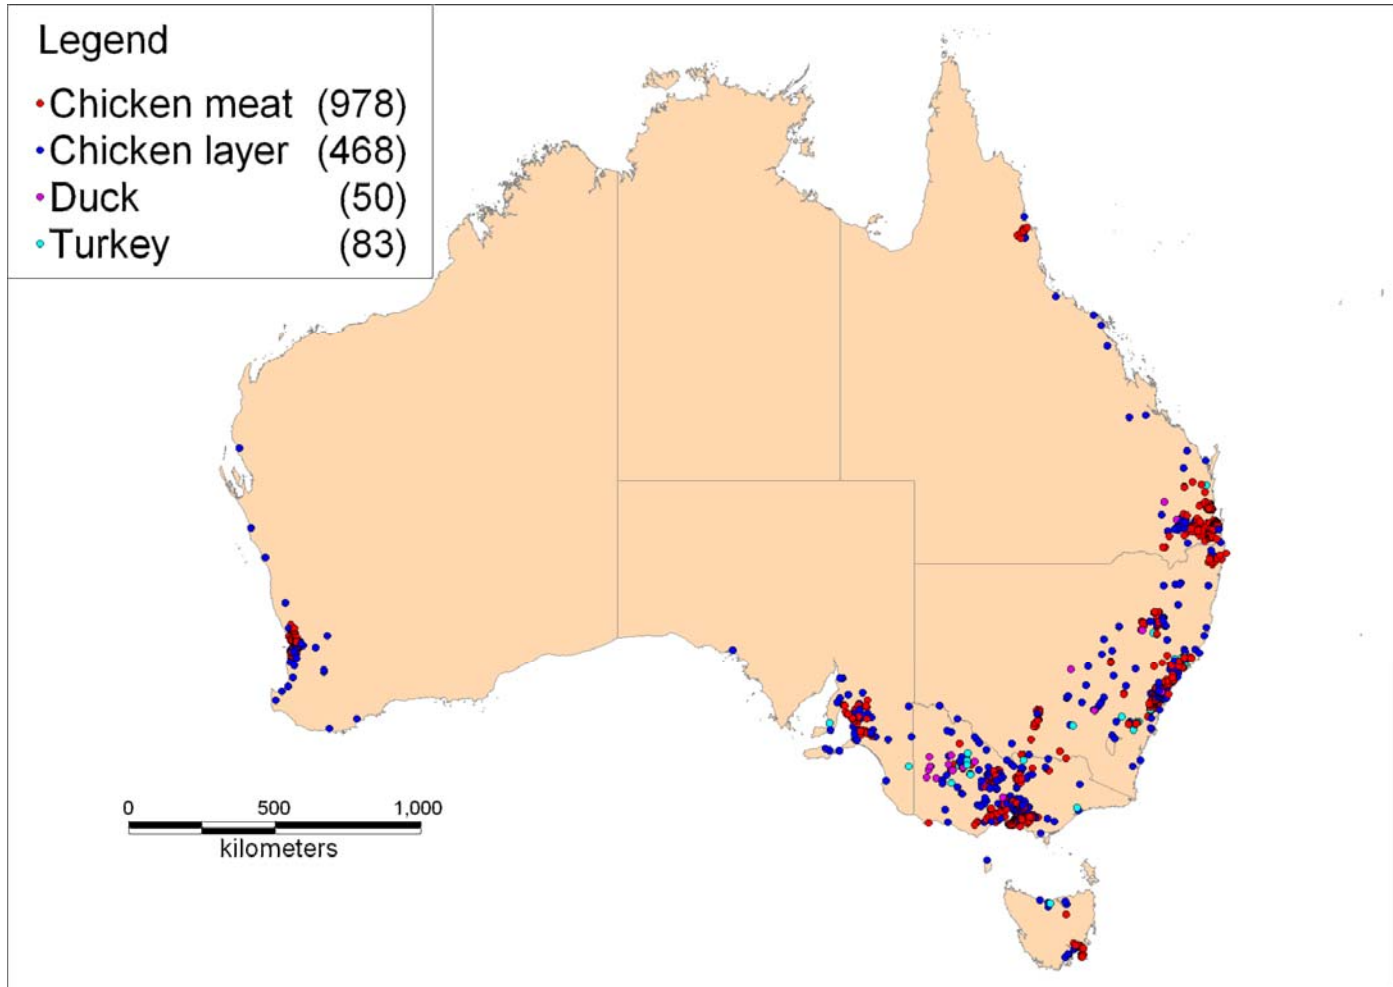 Legend
Chicken meat (978)
Chicken layer (468)
Duck (50)
Turkey (83)
0 500 1,000
kilometers